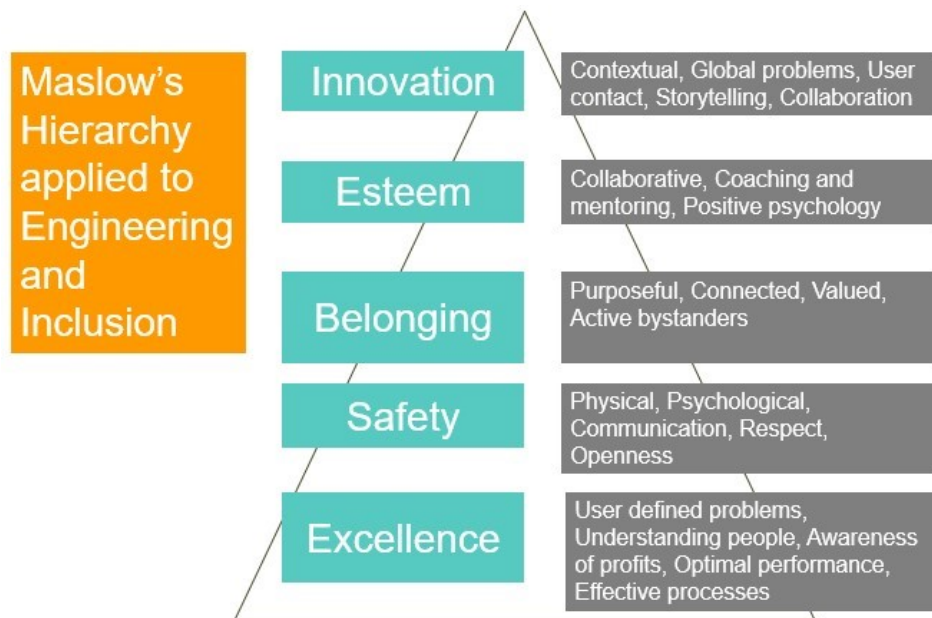 Maslow's
Hierarchy
applied to
Engineering
and
Inclusion
Innovation
Contextual, Global problems, User
contact, Storytelling, Collaboration
Esteem
Collaborative, Coaching and
mentoring, Positive psychology
Belonging
Purposeful, Connected, Valued,
Active bystanders
Safety
Physical, Psychological,
Communication, Respect,
Openness
Excellence
User defined problems,
Understanding people, Awareness
of profits, Optimal performance,
Effective processes